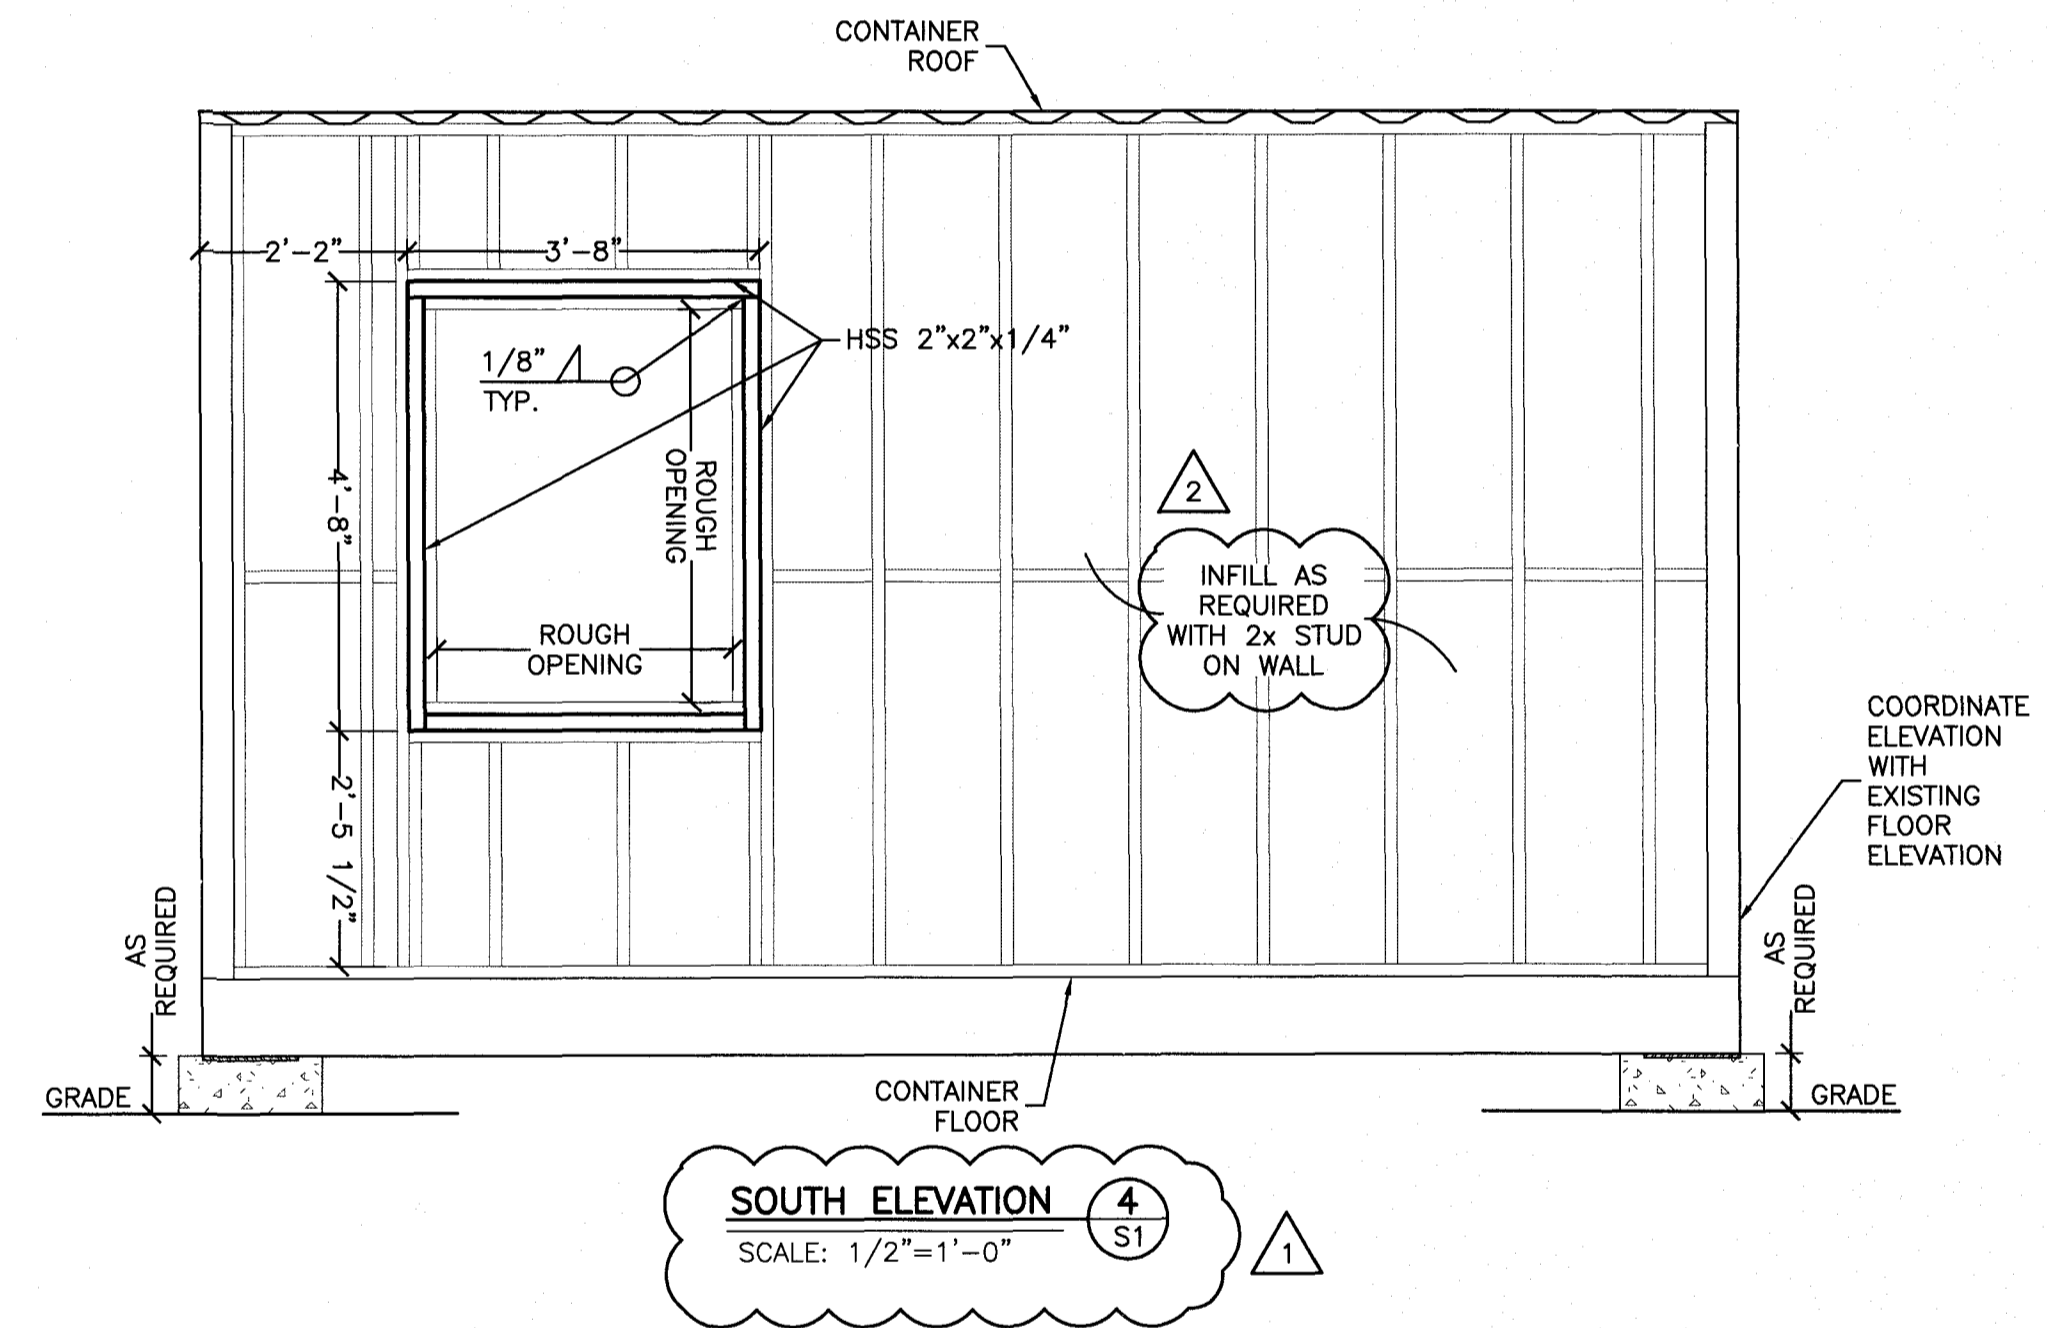 CONTAINER
ROOF
2'-2"
3'-8"
HSS 2"x2"x1/4"
1/8"
TYP.
4'-8"
ROUGH
OPENING
ROUGH
OPENING
2
INFILL AS
REQUIRED
WITH 2x STUD
ON WALL
2'-5 1/2"
COORDINATE
ELEVATION
WITH
EXISTING
FLOOR
ELEVATION
AS
REQUIRED
AS
REQUIRED
GRADE
CONTAINER
FLOOR
GRADE
SOUTH ELEVATION
4
S1
SCALE: 1/2"=1'-0"
1